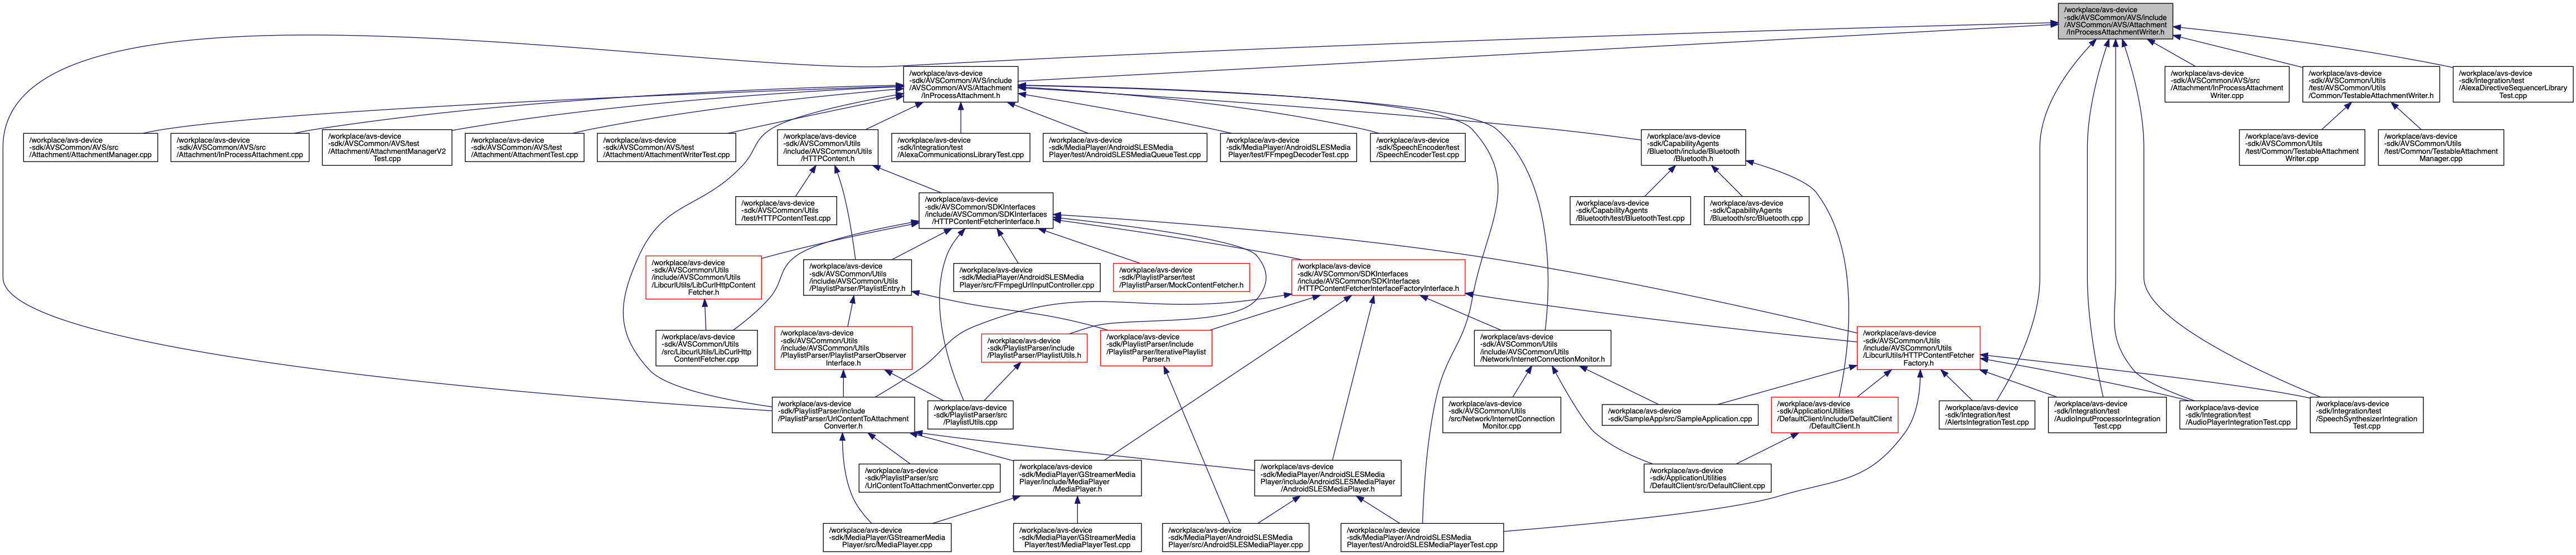 /workplace/avs-device
-sdk/AVSCommon/AVS/include
/AVSCommon/AVS/Attachment
/InProcessAttachmentWriter.h
/workplace/avs-device
-sdk/AVSCommon/AVS/include
/AVSCommon/AVS/Attachment
/InProcessAttachment.h
/workplace/avs-device
-sdk/AVSCommon/AVS/src
/Attachment/InProcessAttachment
Writer.cpp
/workplace/avs-device
-sdk/AVSCommon/Utils
/test/AVSCommon/Utils
/Common/TestableAttachmentWriter.h
/workplace/avs-device
-sdk/Integration/test
/AlexaDirectiveSequencerLibrary
Test.cpp
/workplace/avs-device
-sdk/AVSCommon/AVS/src
/Attachment/AttachmentManager.cpp
/workplace/avs-device
-sdk/AVSCommon/AVS/src
/Attachment/InProcessAttachment.cpp
/workplace/avs-device
-sdk/AVSCommon/AVS/test
/Attachment/AttachmentManagerV2
Test.cpp
/workplace/avs-device
-sdk/AVSCommon/AVS/test
/Attachment/AttachmentTest.cpp
/workplace/avs-device
-sdk/AVSCommon/AVS/test
/Attachment/AttachmentWriterTest.cpp
/workplace/avs-device
-sdk/AVSCommon/Utils
/include/AVSCommon/Utils
/HTTPContent.h
/workplace/avs-device
-sdk/Integration/test
/AlexaCommunicationsLibraryTest.cpp
/workplace/avs-device
-sdk/MediaPlayer/AndroidSLESMedia
Player/test/AndroidSLESMediaQueueTest.cpp
/workplace/avs-device
-sdk/MediaPlayer/AndroidSLESMedia
Player/test/FFmpegDecoderTest.cpp
/workplace/avs-device
-sdk/SpeechEncoder/test
/SpeechEncoderTest.cpp
/workplace/avs-device
-sdk/CapabilityAgents
/Bluetooth/include/Bluetooth
/Bluetooth.h
/workplace/avs-device
-sdk/AVSCommon/Utils
/test/Common/TestableAttachment
Writer.cpp
/workplace/avs-device
-sdk/AVSCommon/Utils
/test/Common/TestableAttachment
Manager.cpp
/workplace/avs-device
-sdk/AVSCommon/Utils
/test/HTTPContentTest.cpp
/workplace/avs-device
-sdk/AVSCommon/SDKInterfaces
/include/AVSCommon/SDKInterfaces
/HTTPContentFetcherInterface.h
/workplace/avs-device
-sdk/CapabilityAgents
/Bluetooth/test/BluetoothTest.cpp
/workplace/avs-device
-sdk/CapabilityAgents
/Bluetooth/src/Bluetooth.cpp
/workplace/avs-device
-sdk/AVSCommon/Utils
/include/AVSCommon/Utils
/LibcurlUtils/LibCurlHttpContent
Fetcher.h
/workplace/avs-device
-sdk/AVSCommon/Utils
/include/AVSCommon/Utils
/PlaylistParser/PlaylistEntry.h
/workplace/avs-device
-sdk/MediaPlayer/AndroidSLESMedia
Player/src/FFmpegUrlInputController.cpp
/workplace/avs-device
-sdk/PlaylistParser/test
/PlaylistParser/MockContentFetcher.h
/workplace/avs-device
-sdk/AVSCommon/SDKInterfaces
/include/AVSCommon/SDKInterfaces
/HTTPContentFetcherInterfaceFactoryInterface.h
/workplace/avs-device
-sdk/AVSCommon/Utils
/src/LibcurlUtils/LibCurlHttp
ContentFetcher.cpp
/workplace/avs-device
-sdk/AVSCommon/Utils
/include/AVSCommon/Utils
/PlaylistParser/PlaylistParserObserver
Interface.h
/workplace/avs-device
-sdk/PlaylistParser/include
/PlaylistParser/PlaylistUtils.h
/workplace/avs-device
-sdk/PlaylistParser/include
/PlaylistParser/IterativePlaylist
Parser.h
/workplace/avs-device
-sdk/AVSCommon/Utils
/include/AVSCommon/Utils
/Network/InternetConnectionMonitor.h
/workplace/avs-device
-sdk/AVSCommon/Utils
/include/AVSCommon/Utils
/LibcurlUtils/HTTPContentFetcher
Factory.h
/workplace/avs-device
-sdk/PlaylistParser/include
/PlaylistParser/UrlContentToAttachment
Converter.h
/workplace/avs-device
-sdk/PlaylistParser/src
/PlaylistUtils.cpp
/workplace/avs-device
-sdk/AVSCommon/Utils
/src/Network/InternetConnection
Monitor.cpp
/workplace/avs-device
-sdk/SampleApp/src/SampleApplication.cpp
/workplace/avs-device
-sdk/ApplicationUtilities
/DefaultClient/include/DefaultClient
/DefaultClient.h
/workplace/avs-device
-sdk/Integration/test
/AlertsIntegrationTest.cpp
/workplace/avs-device
-sdk/Integration/test
/AudioInputProcessorIntegration
Test.cpp
/workplace/avs-device
-sdk/Integration/test
/AudioPlayerIntegrationTest.cpp
/workplace/avs-device
-sdk/Integration/test
/SpeechSynthesizerIntegration
Test.cpp
/workplace/avs-device
-sdk/PlaylistParser/src
/UrlContentToAttachmentConverter.cpp
/workplace/avs-device
-sdk/MediaPlayer/GStreamerMedia
Player/include/MediaPlayer
/MediaPlayer.h
/workplace/avs-device
-sdk/MediaPlayer/AndroidSLESMedia
Player/include/AndroidSLESMediaPlayer
/AndroidSLESMediaPlayer.h
/workplace/avs-device
-sdk/ApplicationUtilities
/DefaultClient/src/DefaultClient.cpp
/workplace/avs-device
-sdk/MediaPlayer/GStreamerMedia
Player/src/MediaPlayer.cpp
/workplace/avs-device
-sdk/MediaPlayer/GStreamerMedia
Player/test/MediaPlayerTest.cpp
/workplace/avs-device
-sdk/MediaPlayer/AndroidSLESMedia
Player/src/AndroidSLESMediaPlayer.cpp
/workplace/avs-device
-sdk/MediaPlayer/AndroidSLESMedia
Player/test/AndroidSLESMediaPlayerTest.cpp